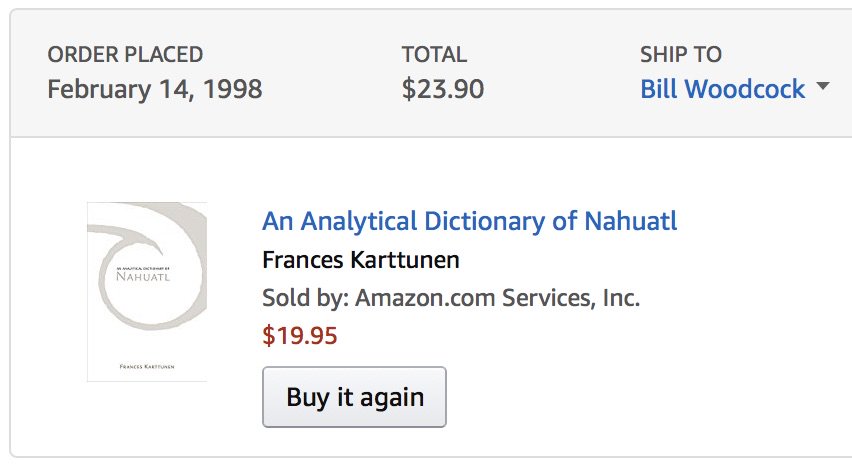 ORDER PLACED
February 14, 1998
TOTAL
$23.90
SHIP TO
Bill Woodcock
AN ANALYTICAL DICTIONARY OF
NAHUATL
FRANCES KARTTUNEN
An Analytical Dictionary of Nahuatl
Frances Karttunen
Sold by: Amazon.com Services, Inc.
$19.95
Buy it again